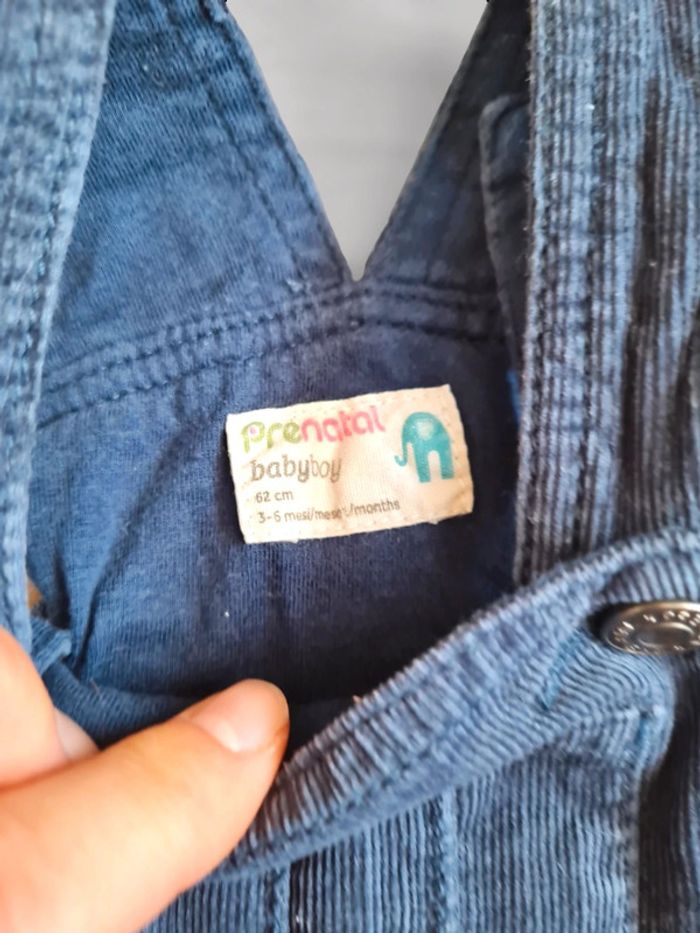 prenatal
babyboy
62 cm
3-6 mesi/meses/months